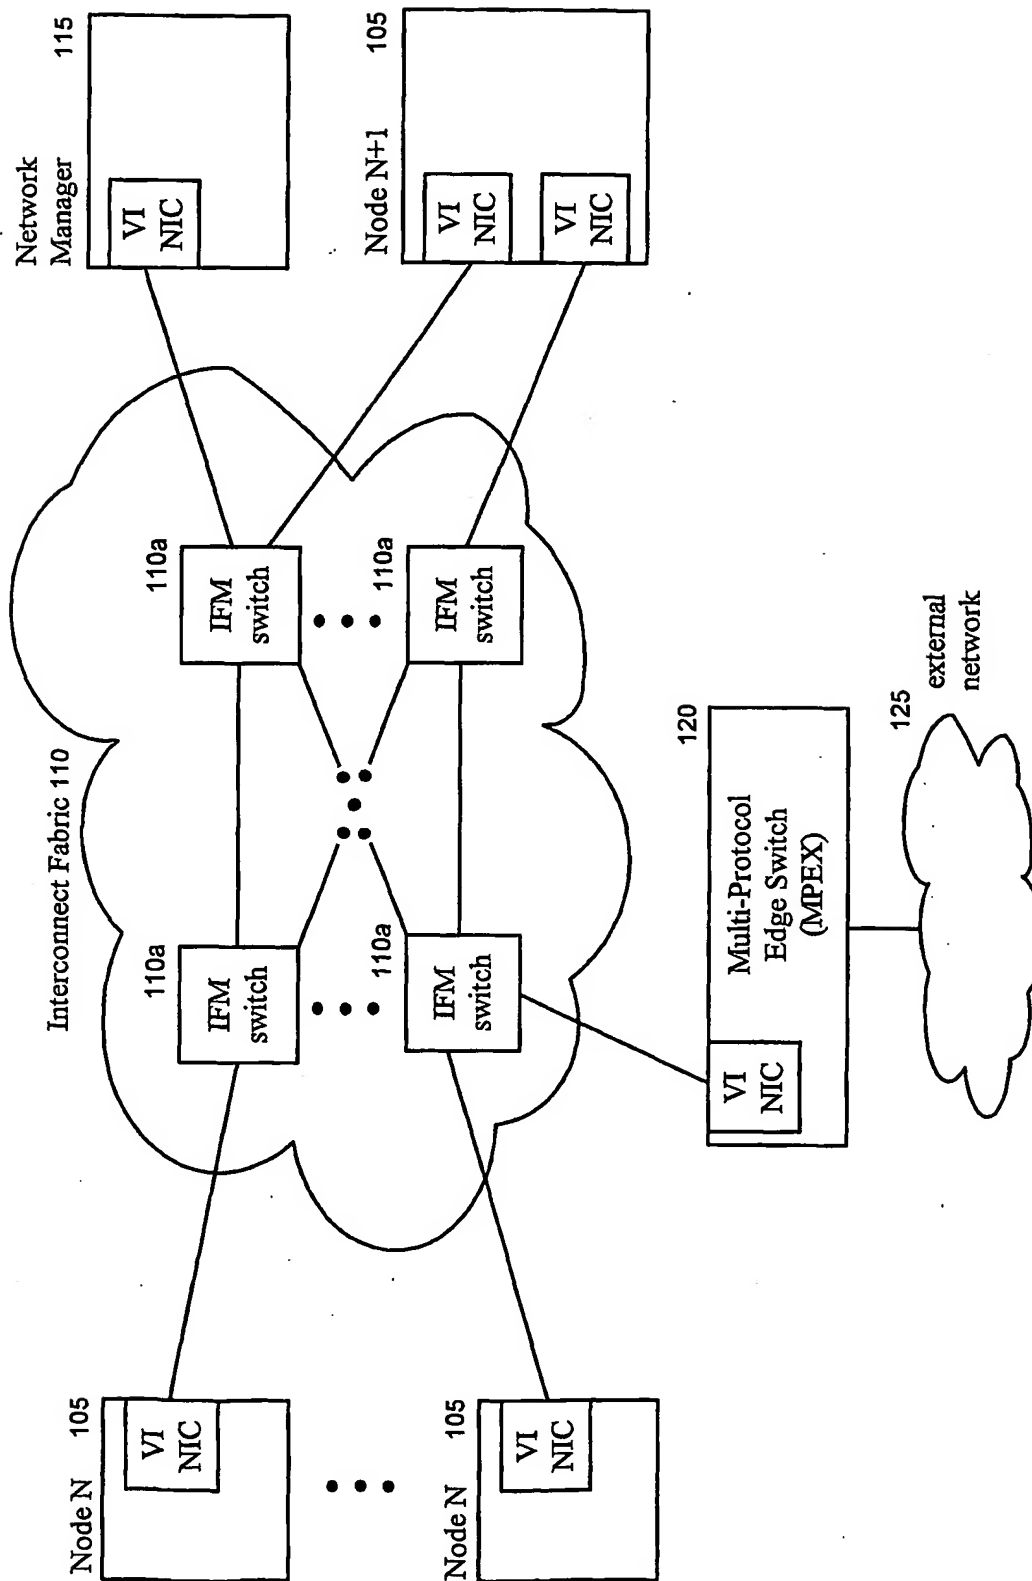 Network
Manager
115
VI
NIC
Node N+1
105
VI
NIC
VI
NIC
Interconnect Fabric 110
110a
IFM
switch
110a
IFM
switch
110a
IFM
switch
110a
IFM
switch
Node N
105
VI
NIC
Node N
105
VI
NIC
120
VI
NIC
Multi-Protocol
Edge Switch
(MPEX)
125
external
network